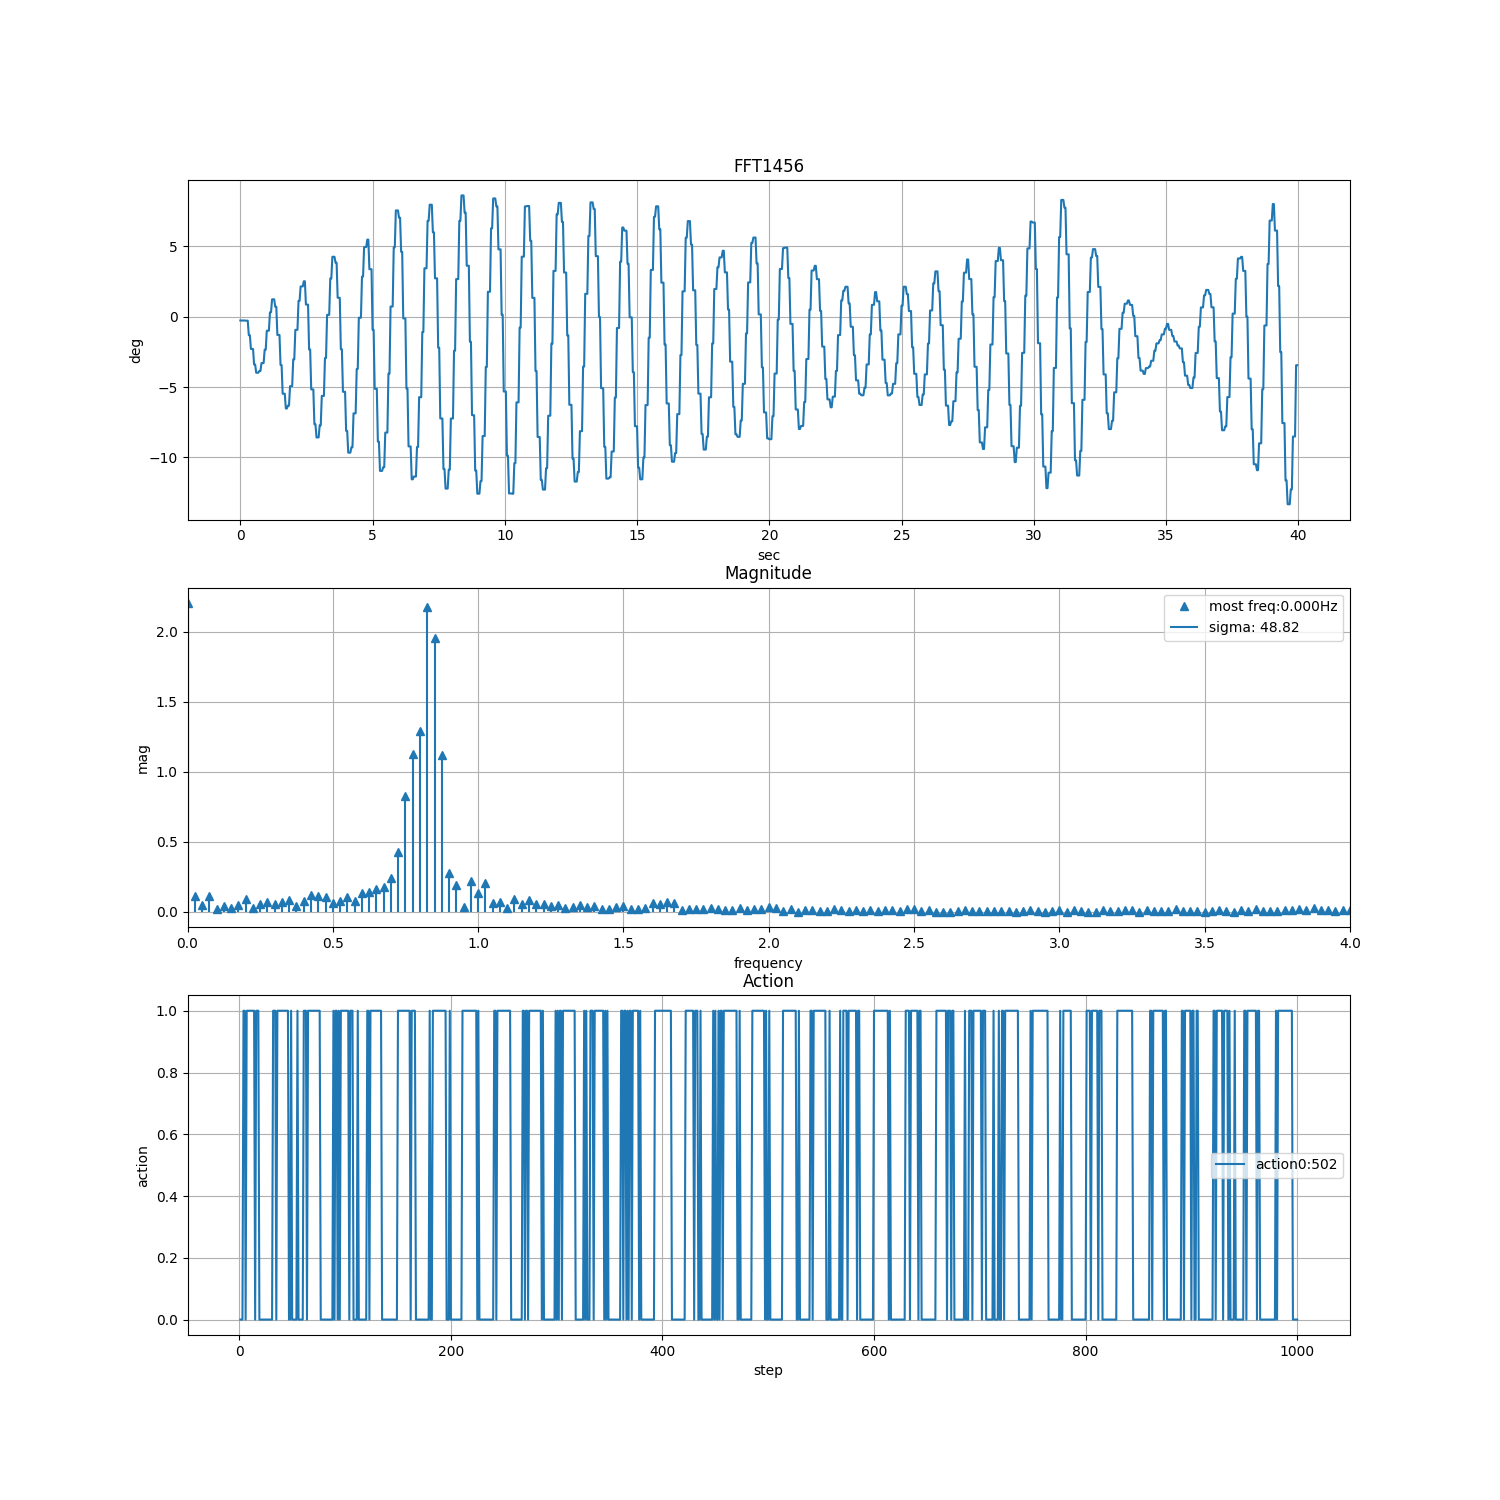 FFT1456
5
0
−5
−10
deg
0 5 10 15 20 25 30 35 40
sec
Magnitude
most freq:0.000Hz
sigma: 48.82
2.0
1.5
1.0
0.5
0.0
mag
0.0 0.5 1.0 1.5 2.0 2.5 3.0 3.5 4.0
frequency
Action
1.0
0.8
0.6
0.4
0.2
0.0
action
action0:502
0 200 400 600 800 1000
step